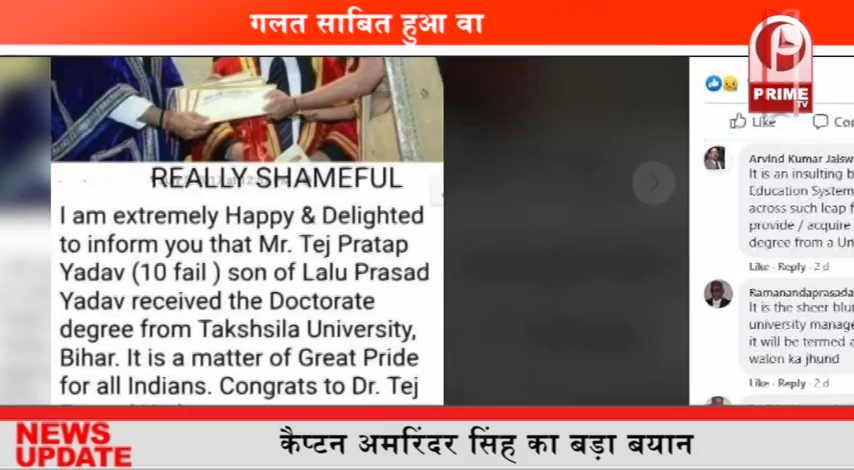 गलत साबित हुआ वा
PRIME
TV
REALLY SHAMEFUL
I am extremely Happy & Delighted
to inform you that Mr. Tej Pratap
Yadav (10 fail ) son of Lalu Prasad
Yadav received the Doctorate
degree from Takshsila University,
Bihar. It is a matter of Great Pride
for all Indians. Congrats to Dr. Tej
Like
Arvind Kumar Jaisw
It is an insulting b
Education System
across such leap f
provide / acquire
degree from a Un
Like · Reply · 2 d
Ramanandaprasada
It is the sheer blu
university manage
it will be termed a
walon ka jhund
Like · Reply · 2 d
NEWS
UPDATE
कैप्टन अमरिंदर सिंह का बड़ा बयान